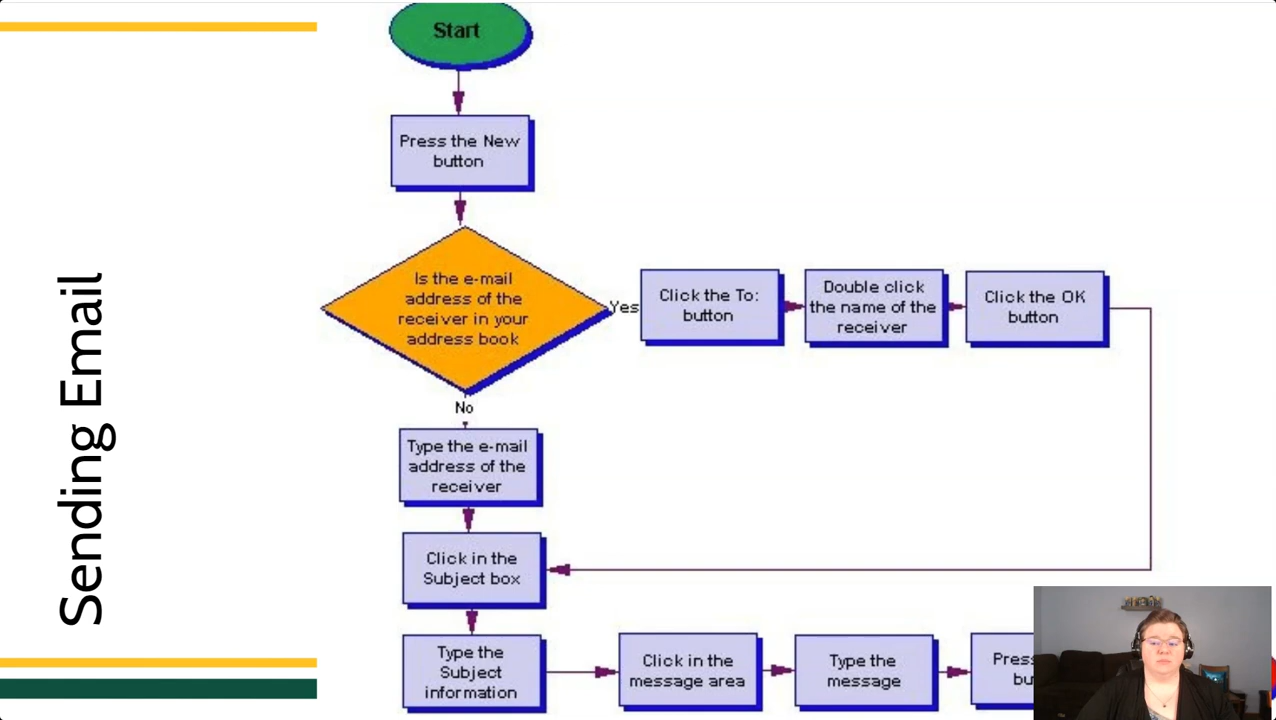 Sending Email
Start
Press the New
button
Is the e-mail
address of the
receiver in your
address book
Yes
Click the To:
button
Double click
the name of the
receiver
Click the OK
button
No
Type the e-mail
address of the
receiver
Click in the
Subject box
Type the
Subject
information
Click in the
message area
Type the
message
Press